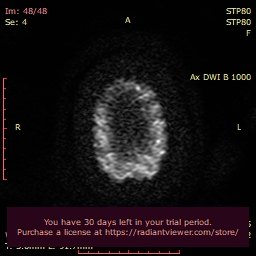 Im: 48/48
Se: 4
A
STP80
STP80
F
Ax DWI B 1000
R
L
You have 30 days left in your trial period.
Purchase a license at https://radiantviewer.com/store/